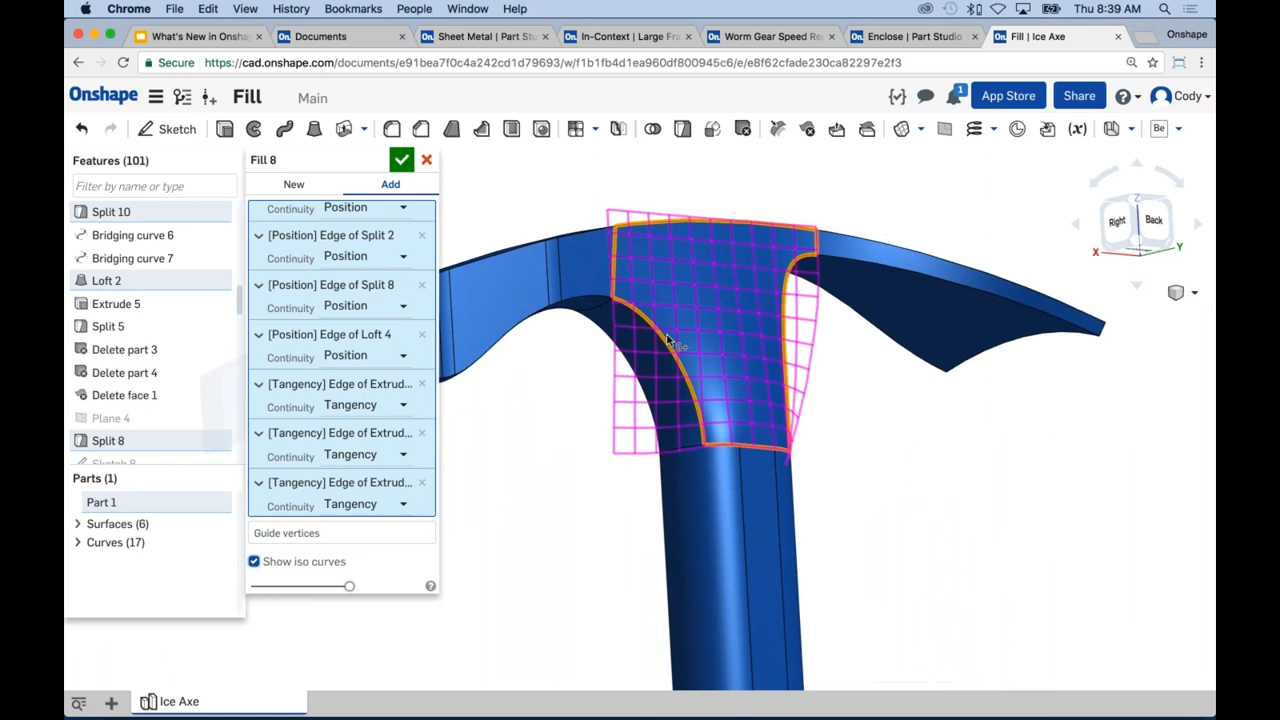 Chrome File Edit View History Bookmarks People Window Help Thu 8:39 AM
What's New in Onsha × Documents × Sheet Metal | Part Stu × In-Context | Large Fra × Worm Gear Speed Re × Enclose | Part Studio × Fill | Ice Axe × Onshape
Secure https://cad.onshape.com/documents/e91bea7f0c4a242cd1d79693/w/f1b1fb4d1ea960df800945c6/e/e8f62cfade230ca82297e2f3
Onshape Fill Main 1 App Store Share Cody
Sketch (x) Be
Features (101)
Filter by name or type
Split 10
Bridging curve 6
Bridging curve 7
Loft 2
Extrude 5
Split 5
Delete part 3
Delete part 4
Delete face 1
Plane 4
Split 8
Sketch
Parts (1)
Part 1
Surfaces (6)
Curves (17)
Fill 8
New Add
Continuity Position
[Position] Edge of Split 2
Continuity Position
[Position] Edge of Split 8
Continuity Position
[Position] Edge of Loft 4
Continuity Position
[Tangency] Edge of Extrud...
Continuity Tangency
[Tangency] Edge of Extrud...
Continuity Tangency
[Tangency] Edge of Extrud...
Continuity Tangency
Guide vertices
Show iso curves
Z
Right Back
X Y
Ice Axe